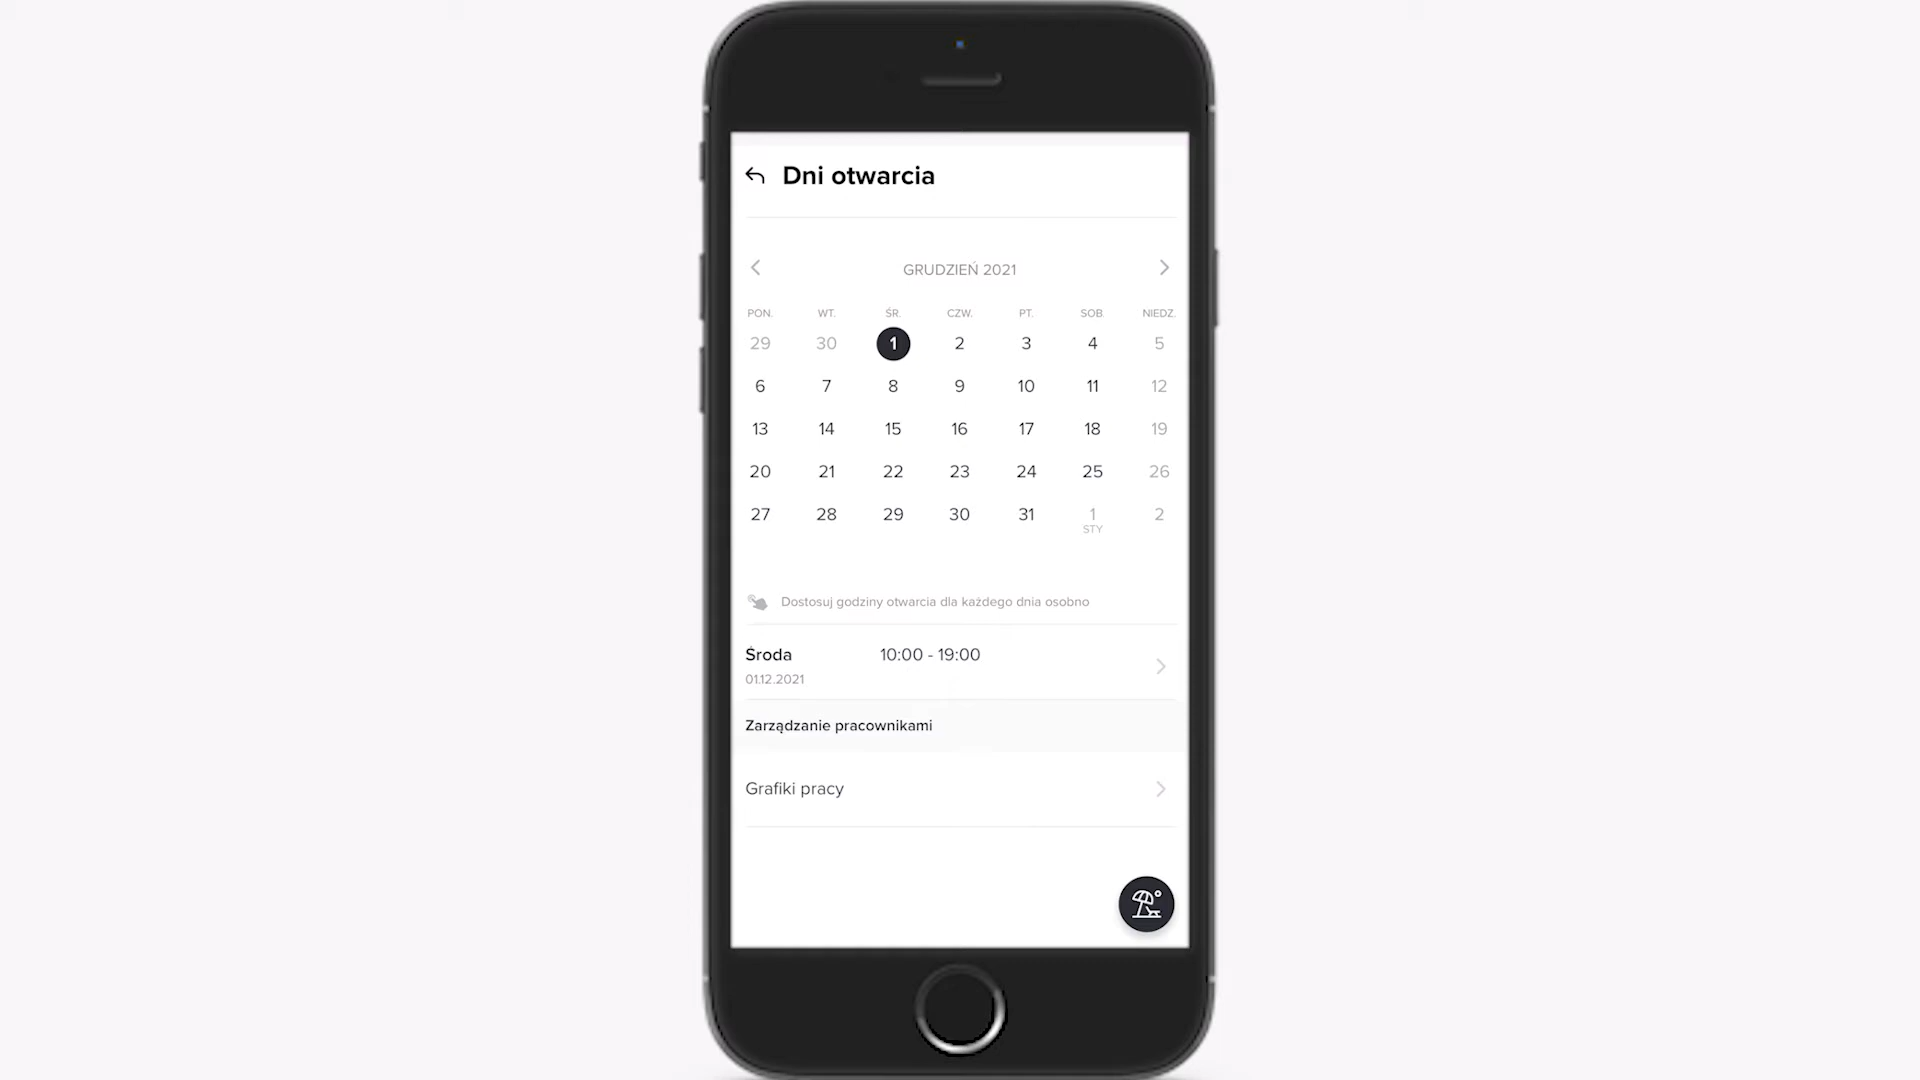 Dni otwarcia
GRUDZIEŃ 2021
PON. WT. ŚR. CZW. PT. SOB. NIEDZ.
29 30 1 2 3 4 5
6 7 8 9 10 11 12
13 14 15 16 17 18 19
20 21 22 23 24 25 26
27 28 29 30 31 1 2
STY
Dostosuj godziny otwarcia dla każdego dnia osobno
Środa 10:00 - 19:00
01.12.2021
Zarządzanie pracownikami
Grafiki pracy